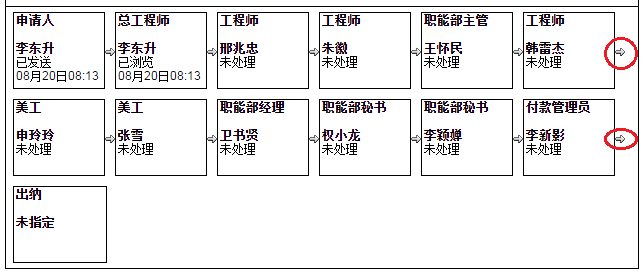 申请人
李东升
已发送
08月20日08:13
总工程师
李东升
已浏览
08月20日08:13
工程师
邢兆忠
未处理
工程师
朱徽
未处理
职能部主管
王怀民
未处理
工程师
韩雷杰
未处理
美工
申玲玲
未处理
美工
张雪
未处理
职能部经理
卫书贤
未处理
职能部秘书
权小龙
未处理
职能部秘书
李颖婵
未处理
付款管理员
李新影
未处理
出纳
未指定